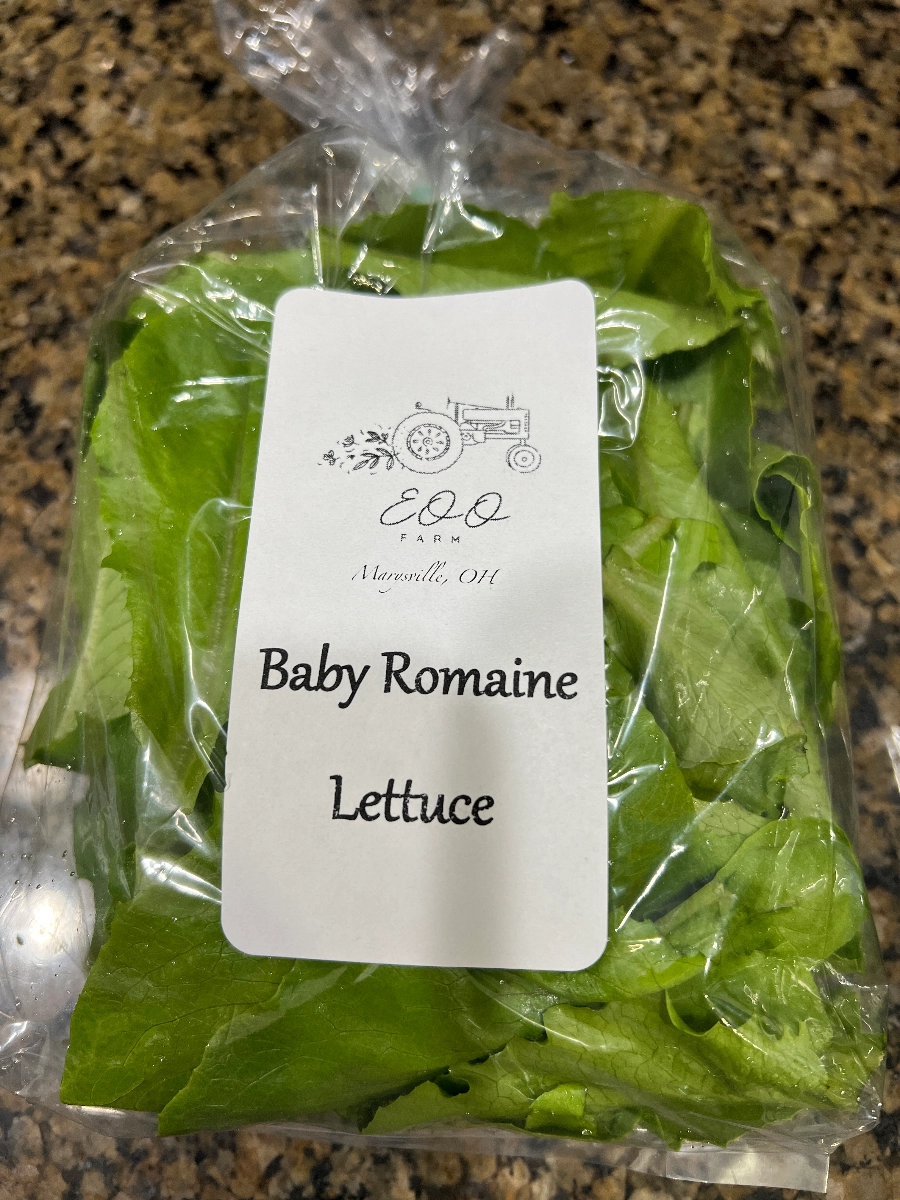 EOO
FARM
Marysville, OH
Baby Romaine
Lettuce